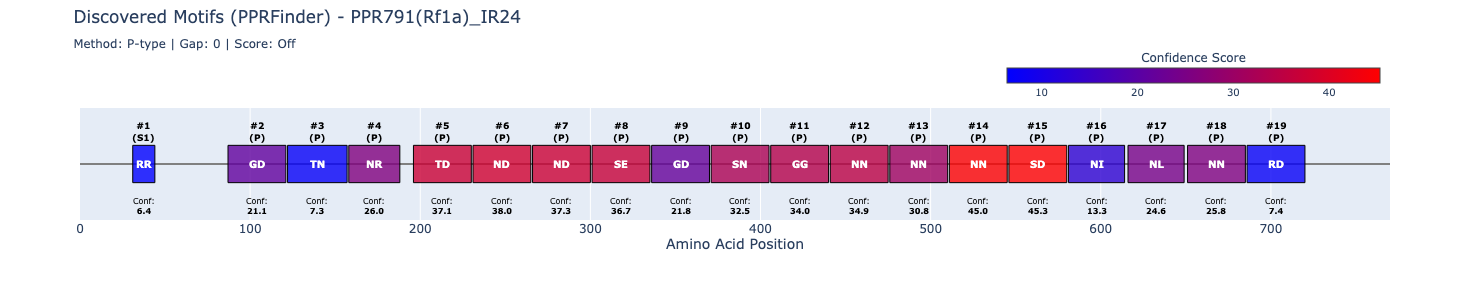 Discovered Motifs (PPRFinder) - PPR791(Rf1a)_IR24
Method: P-type | Gap: 0 | Score: Off
Confidence Score
10 20 30 40
#1 #2 #3 #4 #5 #6 #7 #8 #9 #10 #11 #12 #13 #14 #15 #16 #17 #18 #19
(S1) (P) (P) (P) (P) (P) (P) (P) (P) (P) (P) (P) (P) (P) (P) (P) (P) (P) (P)
RR GD TN NR TD ND ND SE GD SN GG NN NN NN SD NI NL NN RD
Conf: Conf: Conf: Conf: Conf: Conf: Conf: Conf: Conf: Conf: Conf: Conf: Conf: Conf: Conf: Conf: Conf: Conf: Conf:
6.4 21.1 7.3 26.0 37.1 38.0 37.3 36.7 21.8 32.5 34.0 34.9 30.8 45.0 45.3 13.3 24.6 25.8 7.4
0 100 200 300 400 500 600 700
Amino Acid Position